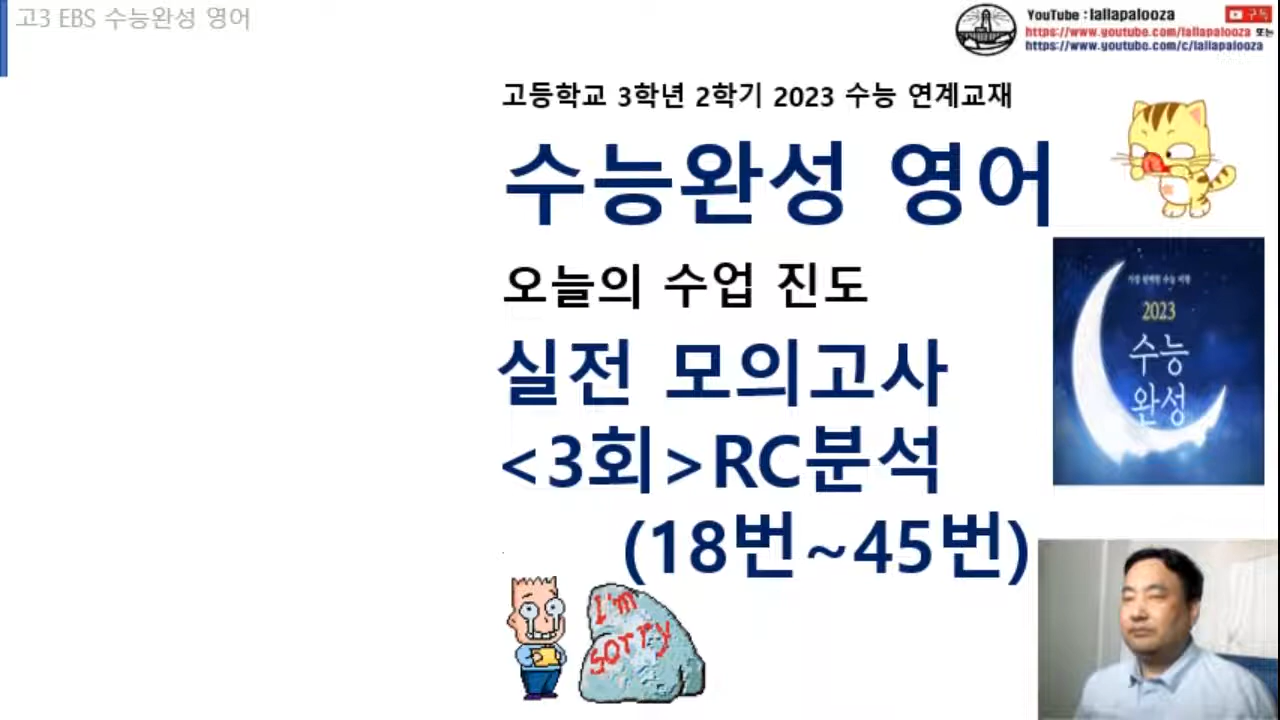 고3 EBS 수능완성 영어
YouTube : lallapalooza
구독
https://www.youtube.com/lallapalooza 또는
https://www.youtube.com/c/lallapalooza
고등학교 3학년 2학기 2023 수능 연계교재
수능완성 영어
오늘의 수업 진도
실전 모의고사
<3회>RC분석
(18번~45번)
2023
수능
완성
I'm
sorry